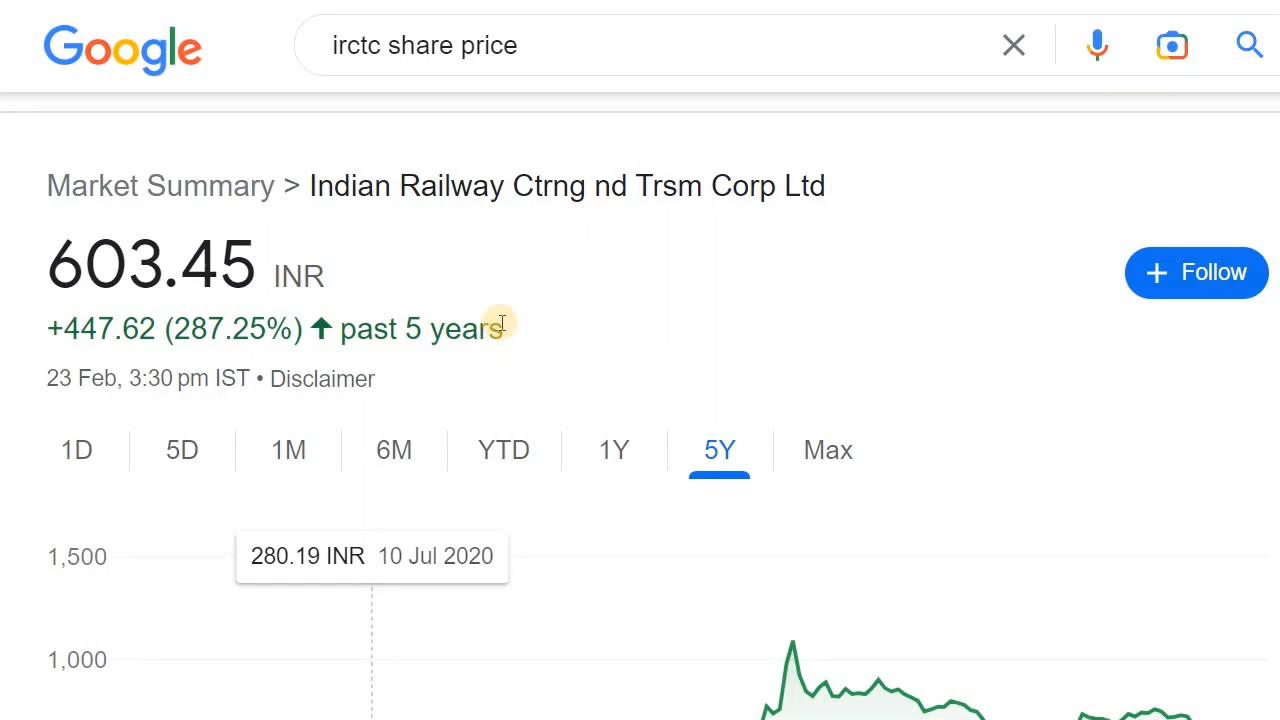 Google
irctc share price
Market Summary > Indian Railway Ctrng nd Trsm Corp Ltd
603.45 INR
+ Follow
+447.62 (287.25%) ↑ past 5 years
23 Feb, 3:30 pm IST • Disclaimer
1D 5D 1M 6M YTD 1Y 5Y Max
280.19 INR 10 Jul 2020
1,500
1,000